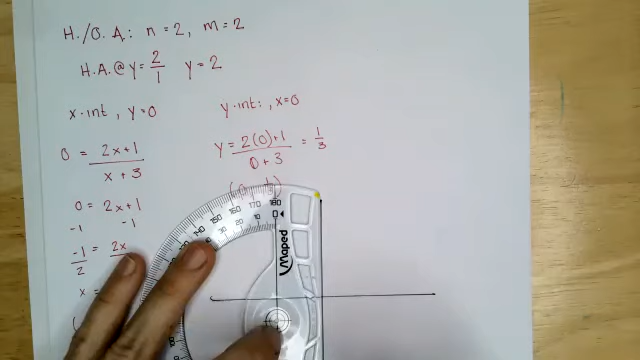 H./O.A: n=2, m=2
H.A.@ y= 2/1 y=2
x-int, y=0
y-int:, x=0
0 = 2x+1 / x+3
y= 2(0)+1 / 0+3 = 1/3
0 = 2x+1
-1 -1
-1/2 = 2x
x =
140 150 160 170 180
30 20 10 0
Maped